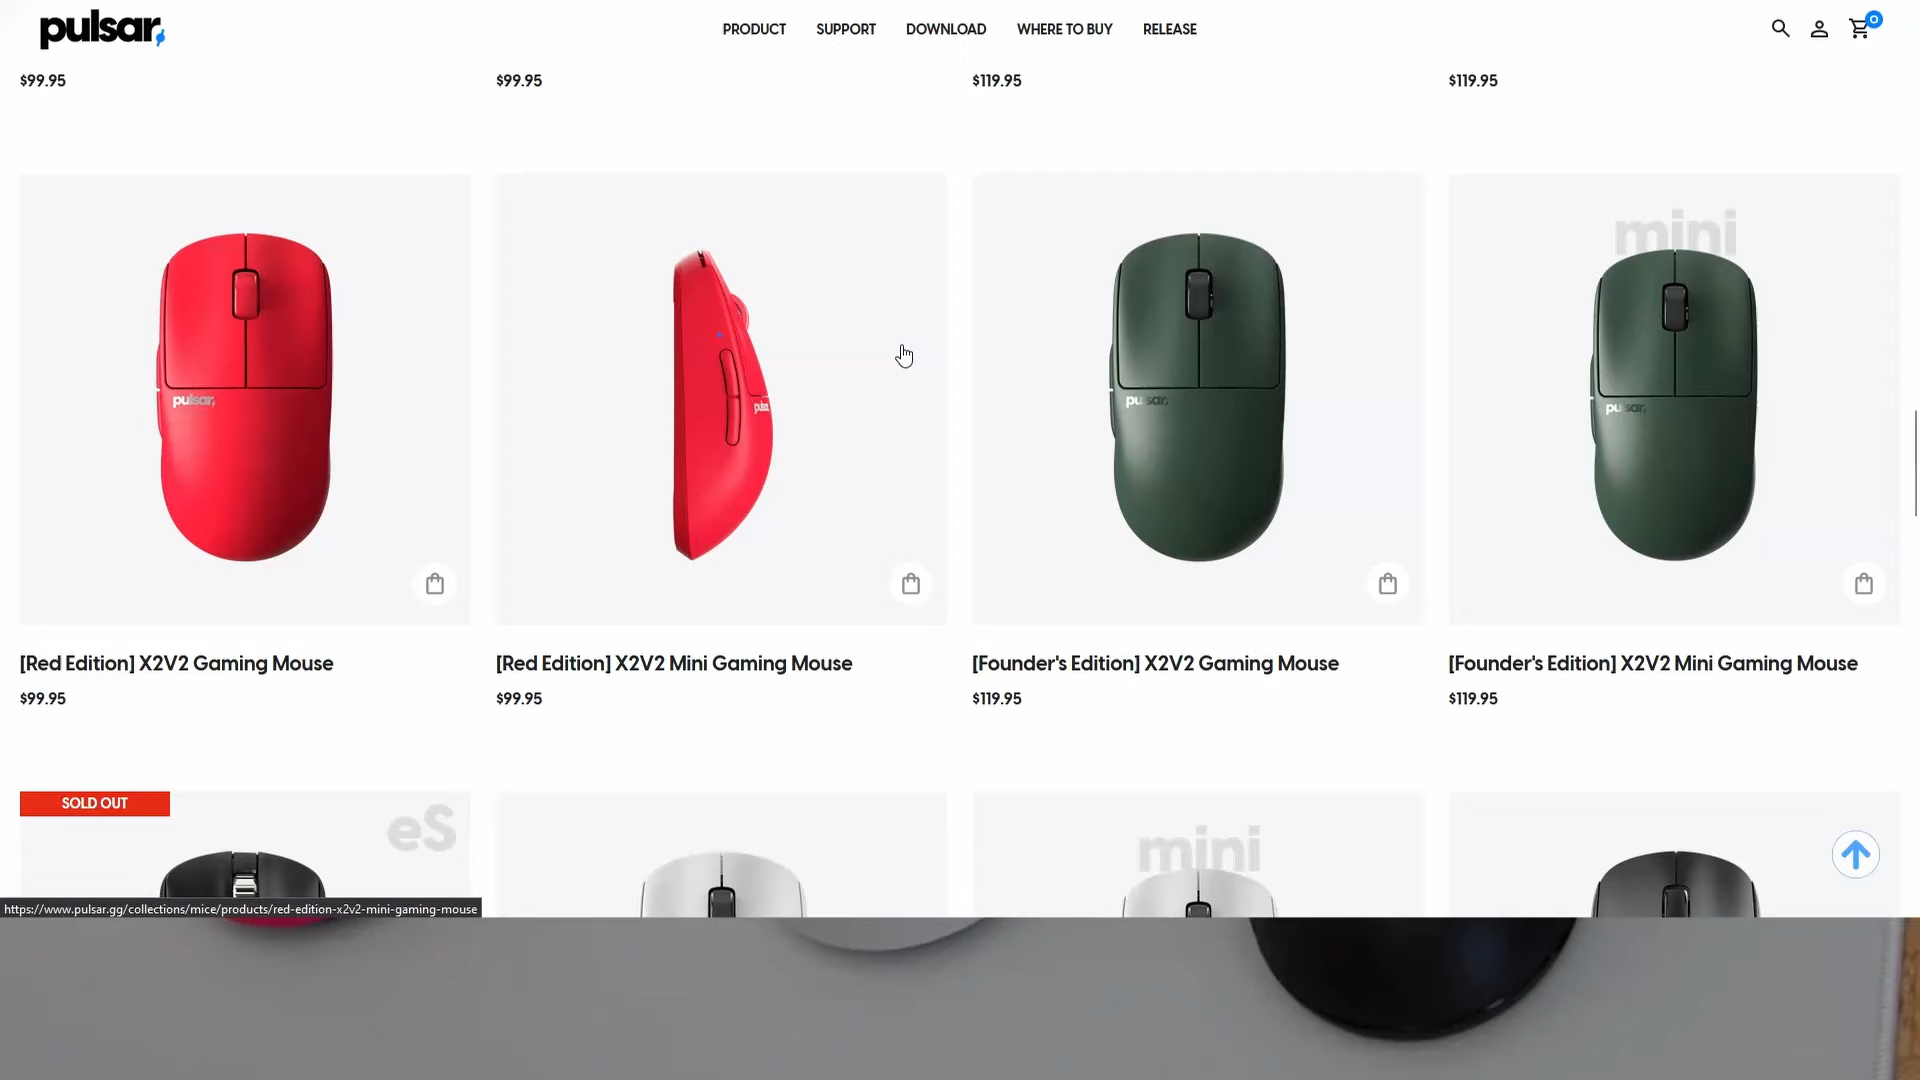 pulsar,
PRODUCT SUPPORT DOWNLOAD WHERE TO BUY RELEASE
0
$99.95 $99.95 $119.95 $119.95
mini
pulsar, pulsar, pulsar, pulsar,
[Red Edition] X2V2 Gaming Mouse
$99.95
[Red Edition] X2V2 Mini Gaming Mouse
$99.95
[Founder's Edition] X2V2 Gaming Mouse
$119.95
[Founder's Edition] X2V2 Mini Gaming Mouse
$119.95
SOLD OUT
eS
mini
https://www.pulsar.gg/collections/mice/products/red-edition-x2v2-mini-gaming-mouse